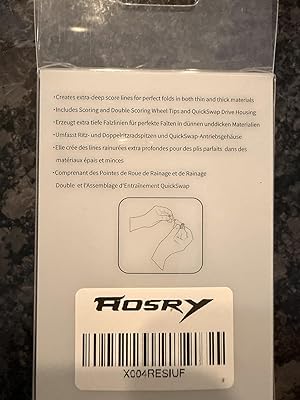 •Creates extra-deep score lines for perfect folds in both thin and thick materials
•Includes Scoring and Double Scoring Wheel Tips and QuickSwap Drive Housing
•Erzeugt extra tiefe Falzlinien für perfekte Falten in dünnen unddicken Materialien
•Umfasst Ritz- und Doppelritzradspitzen und QuickSwap-Antriebsgehäuse
•Elle crée des lines rainurées extra profondes pour des plis parfaits dans des
matériaux épais et minces
•Comprenant des Pointes de Roue de Rainage et de Rainage
Double et l'Assemblage d'Entraînement QuickSwap
AOSRY
X004RESIUF